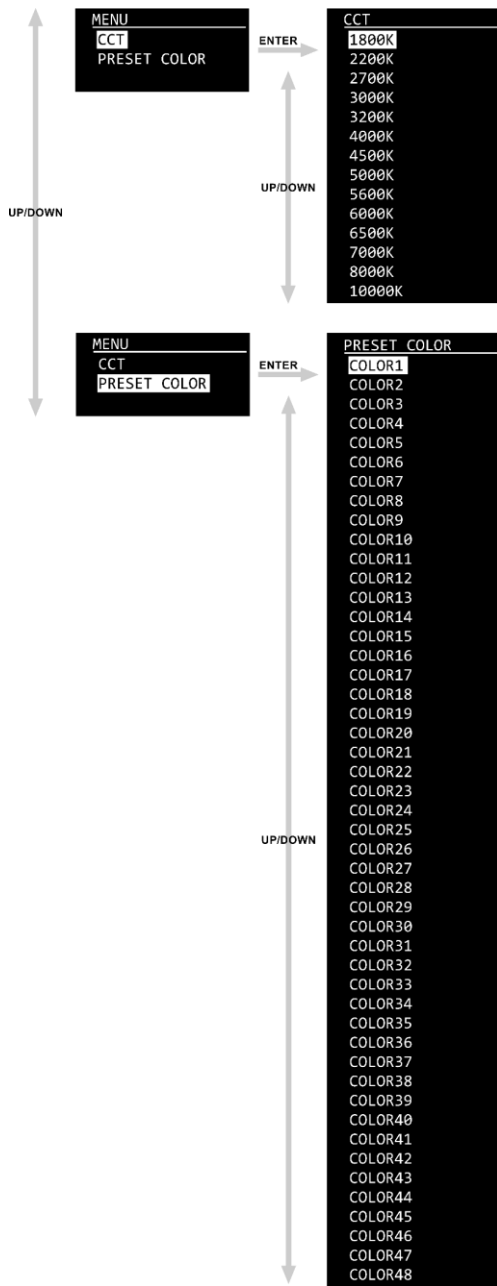 MENU
CCT
PRESET COLOR
ENTER
CCT
1800K
2200K
2700K
3000K
3200K
4000K
4500K
5000K
5600K
6000K
6500K
7000K
8000K
10000K
UP/DOWN
UP/DOWN
MENU
CCT
PRESET COLOR
ENTER
PRESET COLOR
COLOR1
COLOR2
COLOR3
COLOR4
COLOR5
COLOR6
COLOR7
COLOR8
COLOR9
COLOR10
COLOR11
COLOR12
COLOR13
COLOR14
COLOR15
COLOR16
COLOR17
COLOR18
COLOR19
COLOR20
COLOR21
COLOR22
COLOR23
COLOR24
COLOR25
COLOR26
COLOR27
COLOR28
COLOR29
COLOR30
COLOR31
COLOR32
COLOR33
COLOR34
COLOR35
COLOR36
COLOR37
COLOR38
COLOR39
COLOR40
COLOR41
COLOR42
COLOR43
COLOR44
COLOR45
COLOR46
COLOR47
COLOR48
UP/DOWN